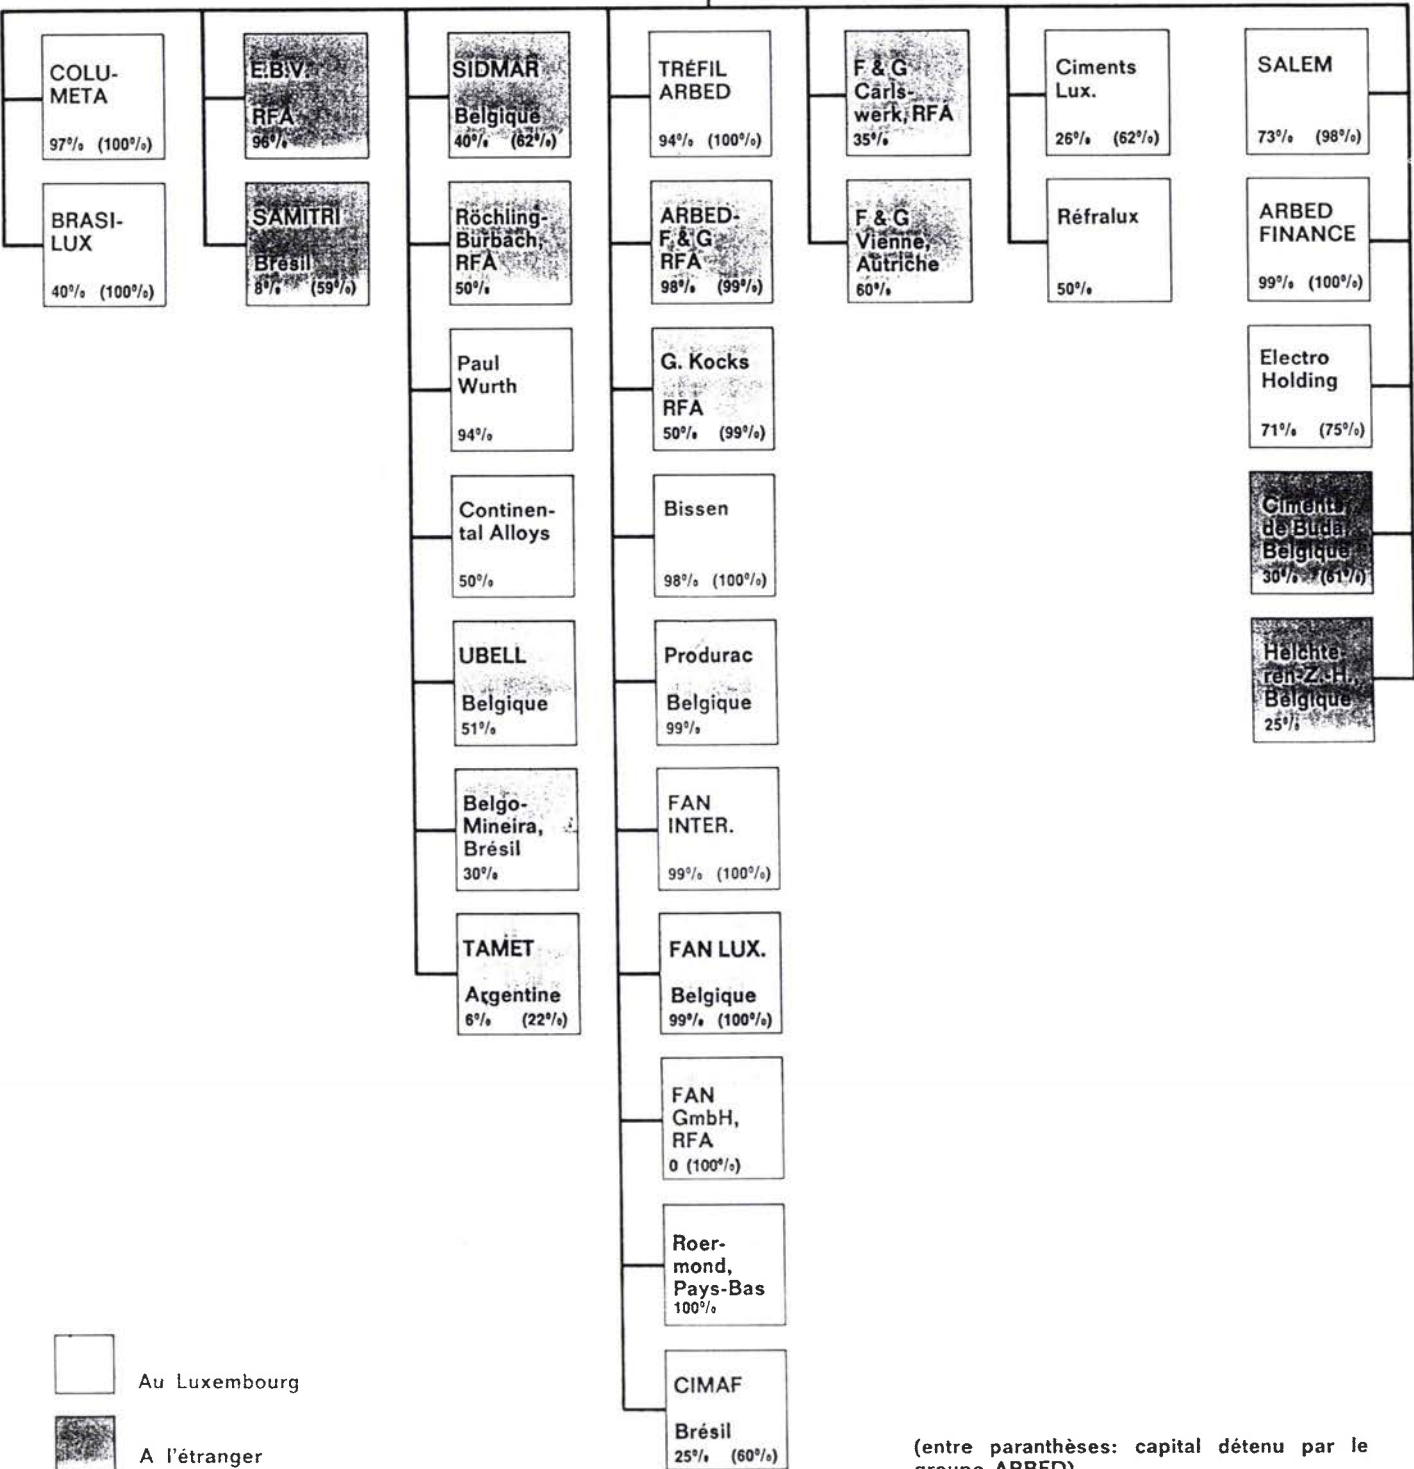 COLU-
META
97% (100%)
BRASI-
LUX
40% (100%)
E.B.V.
RFA
96%
SAMITRI
Brésil
8% (59%)
SIDMAR
Belgique
40% (62%)
Röchling-
Burbach,
RFA
50%
Paul
Wurth
94%
Continen-
tal Alloys
50%
UBELL
Belgique
51%
Belgo-
Mineira,
Brésil
30%
TAMET
Argentine
6% (22%)
TRÉFIL
ARBED
94% (100%)
ARBED-
F & G
RFA
98% (99%)
G. Kocks
RFA
50% (99%)
Bissen
98% (100%)
Produrac
Belgique
99%
FAN
INTER.
99% (100%)
FAN LUX.
Belgique
99% (100%)
FAN
GmbH,
RFA
0 (100%)
Roer-
mond,
Pays-Bas
100%
CIMAF
Brésil
25% (60%)
F & G
Carls-
werk, RFA
35%
F & G
Vienne,
Autriche
60%
Ciments
Lux.
26% (62%)
Réfralux
50%
SALEM
73% (98%)
ARBED
FINANCE
99% (100%)
Electro
Holding
71% (75%)
Ciments
de Buda,
Belgique
30% (61%)
Helchte-
ren-Z.-H.,
Belgique
25%
Au Luxembourg
A l'étranger
(entre paranthèses: capital détenu par le
groupe ARBED)